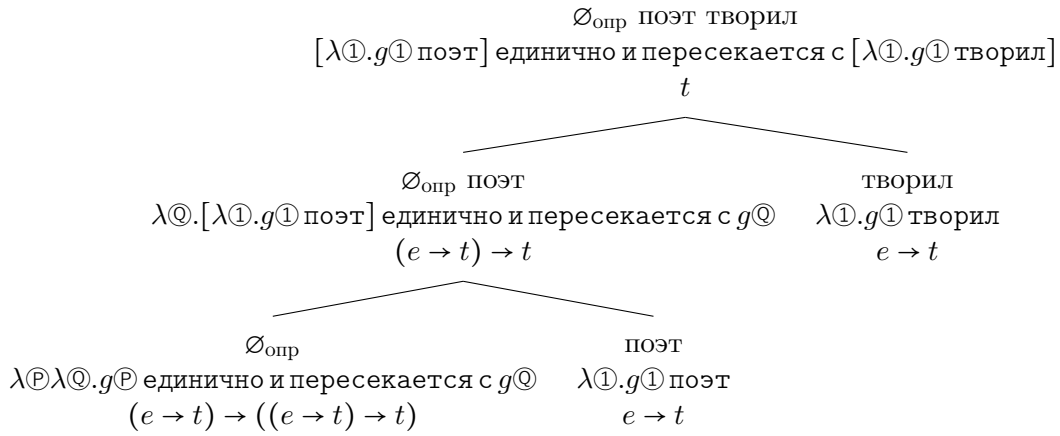 ∅опр поэт творил
[λ①.g① поэт] единично и пересекается с [λ①.g① творил]
t
∅опр поэт
λⓆ.[λ①.g① поэт] единично и пересекается с gⓆ
(e → t) → t
творил
λ①.g① творил
e → t
∅опр
λⓅλⓆ.gⓅ единично и пересекается с gⓆ
(e → t) → ((e → t) → t)
поэт
λ①.g① поэт
e → t